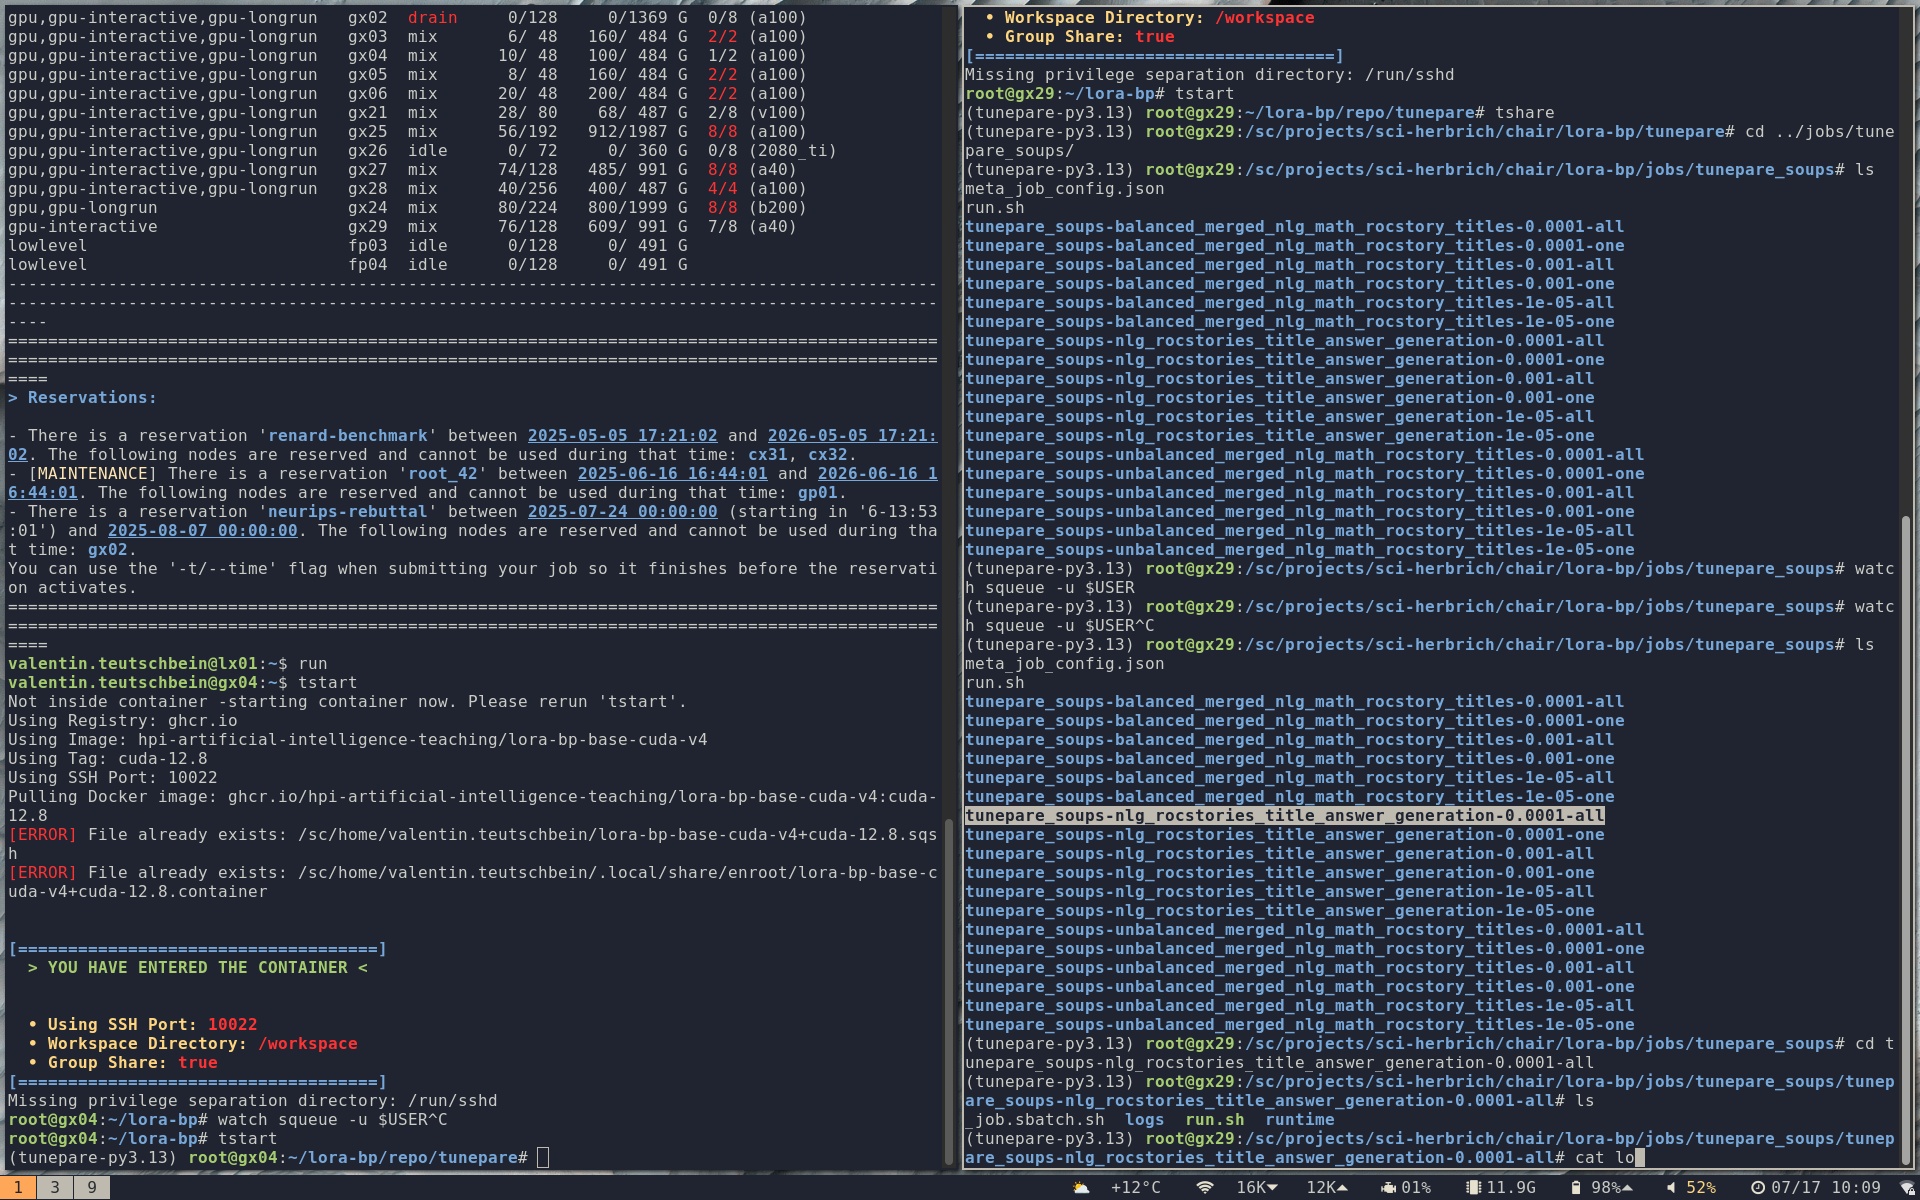 gpu,gpu-interactive,gpu-longrun   gx02  drain     0/128     0/1369 G  0/8 (a100)
gpu,gpu-interactive,gpu-longrun   gx03  mix       6/ 48   160/ 484 G  2/2 (a100)
gpu,gpu-interactive,gpu-longrun   gx04  mix      10/ 48   100/ 484 G  1/2 (a100)
gpu,gpu-interactive,gpu-longrun   gx05  mix       8/ 48   160/ 484 G  2/2 (a100)
gpu,gpu-interactive,gpu-longrun   gx06  mix      20/ 48   200/ 484 G  2/2 (a100)
gpu,gpu-interactive,gpu-longrun   gx21  mix      28/ 80    68/ 487 G  2/8 (v100)
gpu,gpu-interactive,gpu-longrun   gx25  mix      56/192   912/1987 G  8/8 (a100)
gpu,gpu-interactive,gpu-longrun   gx26  idle      0/ 72     0/ 360 G  0/8 (2080_ti)
gpu,gpu-interactive,gpu-longrun   gx27  mix      74/128   485/ 991 G  8/8 (a40)
gpu,gpu-interactive,gpu-longrun   gx28  mix      40/256   400/ 487 G  4/4 (a100)
gpu,gpu-longrun                   gx24  mix      80/224   800/1999 G  8/8 (b200)
gpu-interactive                   gx29  mix      76/128   609/ 991 G  7/8 (a40)
lowlevel                          fp03  idle      0/128     0/ 491 G
lowlevel                          fp04  idle      0/128     0/ 491 G
---------------------------------------------------------------------------------------------
---------------------------------------------------------------------------------------------
----
=============================================================================================
=============================================================================================
====
> Reservations:
- There is a reservation 'renard-benchmark' between 2025-05-05 17:21:02 and 2026-05-05 17:21:
02. The following nodes are reserved and cannot be used during that time: cx31, cx32.
- [MAINTENANCE] There is a reservation 'root_42' between 2025-06-16 16:44:01 and 2026-06-16 1
6:44:01. The following nodes are reserved and cannot be used during that time: gp01.
- There is a reservation 'neurips-rebuttal' between 2025-07-24 00:00:00 (starting in '6-13:53
:01') and 2025-08-07 00:00:00. The following nodes are reserved and cannot be used during tha
t time: gx02.
You can use the '-t/--time' flag when submitting your job so it finishes before the reservati
on activates.
=============================================================================================
=============================================================================================
====
valentin.teutschbein@lx01:~$ run
valentin.teutschbein@gx04:~$ tstart
Not inside container -starting container now. Please rerun 'tstart'.
Using Registry: ghcr.io
Using Image: hpi-artificial-intelligence-teaching/lora-bp-base-cuda-v4
Using Tag: cuda-12.8
Using SSH Port: 10022
Pulling Docker image: ghcr.io/hpi-artificial-intelligence-teaching/lora-bp-base-cuda-v4:cuda-
12.8
[ERROR] File already exists: /sc/home/valentin.teutschbein/lora-bp-base-cuda-v4+cuda-12.8.sqs
h
[ERROR] File already exists: /sc/home/valentin.teutschbein/.local/share/enroot/lora-bp-base-c
uda-v4+cuda-12.8.container
[====================================]
> YOU HAVE ENTERED THE CONTAINER <
• Using SSH Port: 10022
• Workspace Directory: /workspace
• Group Share: true
[====================================]
Missing privilege separation directory: /run/sshd
root@gx04:~/lora-bp# watch squeue -u $USER^C
root@gx04:~/lora-bp# tstart
(tunepare-py3.13) root@gx04:~/lora-bp/repo/tunepare#
• Workspace Directory: /workspace
• Group Share: true
[====================================]
Missing privilege separation directory: /run/sshd
root@gx29:~/lora-bp# tstart
(tunepare-py3.13) root@gx29:~/lora-bp/repo/tunepare# tshare
(tunepare-py3.13) root@gx29:/sc/projects/sci-herbrich/chair/lora-bp/tunepare# cd ../jobs/tune
pare_soups/
(tunepare-py3.13) root@gx29:/sc/projects/sci-herbrich/chair/lora-bp/jobs/tunepare_soups# ls
meta_job_config.json
run.sh
tunepare_soups-balanced_merged_nlg_math_rocstory_titles-0.0001-all
tunepare_soups-balanced_merged_nlg_math_rocstory_titles-0.0001-one
tunepare_soups-balanced_merged_nlg_math_rocstory_titles-0.001-all
tunepare_soups-balanced_merged_nlg_math_rocstory_titles-0.001-one
tunepare_soups-balanced_merged_nlg_math_rocstory_titles-1e-05-all
tunepare_soups-balanced_merged_nlg_math_rocstory_titles-1e-05-one
tunepare_soups-nlg_rocstories_title_answer_generation-0.0001-all
tunepare_soups-nlg_rocstories_title_answer_generation-0.0001-one
tunepare_soups-nlg_rocstories_title_answer_generation-0.001-all
tunepare_soups-nlg_rocstories_title_answer_generation-0.001-one
tunepare_soups-nlg_rocstories_title_answer_generation-1e-05-all
tunepare_soups-nlg_rocstories_title_answer_generation-1e-05-one
tunepare_soups-unbalanced_merged_nlg_math_rocstory_titles-0.0001-all
tunepare_soups-unbalanced_merged_nlg_math_rocstory_titles-0.0001-one
tunepare_soups-unbalanced_merged_nlg_math_rocstory_titles-0.001-all
tunepare_soups-unbalanced_merged_nlg_math_rocstory_titles-0.001-one
tunepare_soups-unbalanced_merged_nlg_math_rocstory_titles-1e-05-all
tunepare_soups-unbalanced_merged_nlg_math_rocstory_titles-1e-05-one
(tunepare-py3.13) root@gx29:/sc/projects/sci-herbrich/chair/lora-bp/jobs/tunepare_soups# watc
h squeue -u $USER
(tunepare-py3.13) root@gx29:/sc/projects/sci-herbrich/chair/lora-bp/jobs/tunepare_soups# watc
h squeue -u $USER^C
(tunepare-py3.13) root@gx29:/sc/projects/sci-herbrich/chair/lora-bp/jobs/tunepare_soups# ls
meta_job_config.json
run.sh
tunepare_soups-balanced_merged_nlg_math_rocstory_titles-0.0001-all
tunepare_soups-balanced_merged_nlg_math_rocstory_titles-0.0001-one
tunepare_soups-balanced_merged_nlg_math_rocstory_titles-0.001-all
tunepare_soups-balanced_merged_nlg_math_rocstory_titles-0.001-one
tunepare_soups-balanced_merged_nlg_math_rocstory_titles-1e-05-all
tunepare_soups-balanced_merged_nlg_math_rocstory_titles-1e-05-one
tunepare_soups-nlg_rocstories_title_answer_generation-0.0001-all
tunepare_soups-nlg_rocstories_title_answer_generation-0.0001-one
tunepare_soups-nlg_rocstories_title_answer_generation-0.001-all
tunepare_soups-nlg_rocstories_title_answer_generation-0.001-one
tunepare_soups-nlg_rocstories_title_answer_generation-1e-05-all
tunepare_soups-nlg_rocstories_title_answer_generation-1e-05-one
tunepare_soups-unbalanced_merged_nlg_math_rocstory_titles-0.0001-all
tunepare_soups-unbalanced_merged_nlg_math_rocstory_titles-0.0001-one
tunepare_soups-unbalanced_merged_nlg_math_rocstory_titles-0.001-all
tunepare_soups-unbalanced_merged_nlg_math_rocstory_titles-0.001-one
tunepare_soups-unbalanced_merged_nlg_math_rocstory_titles-1e-05-all
tunepare_soups-unbalanced_merged_nlg_math_rocstory_titles-1e-05-one
(tunepare-py3.13) root@gx29:/sc/projects/sci-herbrich/chair/lora-bp/jobs/tunepare_soups# cd t
unepare_soups-nlg_rocstories_title_answer_generation-0.0001-all
(tunepare-py3.13) root@gx29:/sc/projects/sci-herbrich/chair/lora-bp/jobs/tunepare_soups/tunep
are_soups-nlg_rocstories_title_answer_generation-0.0001-all# ls
_job.sbatch.sh  logs  run.sh  runtime
(tunepare-py3.13) root@gx29:/sc/projects/sci-herbrich/chair/lora-bp/jobs/tunepare_soups/tunep
are_soups-nlg_rocstories_title_answer_generation-0.0001-all# cat lo
1 3 9 +12°C 16K 12K 01% 11.9G 98% 52% 07/17 10:09